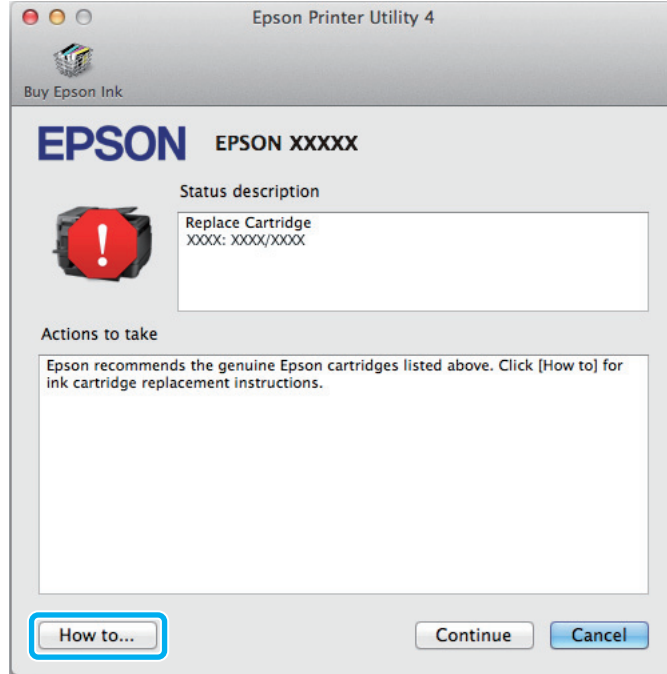 Epson Printer Utility 4
Buy Epson Ink
EPSON EPSON XXXXX
Status description
Replace Cartridge
XXXX: XXXX/XXXX
!
Actions to take
Epson recommends the genuine Epson cartridges listed above. Click [How to] for
ink cartridge replacement instructions.
How to... Continue Cancel